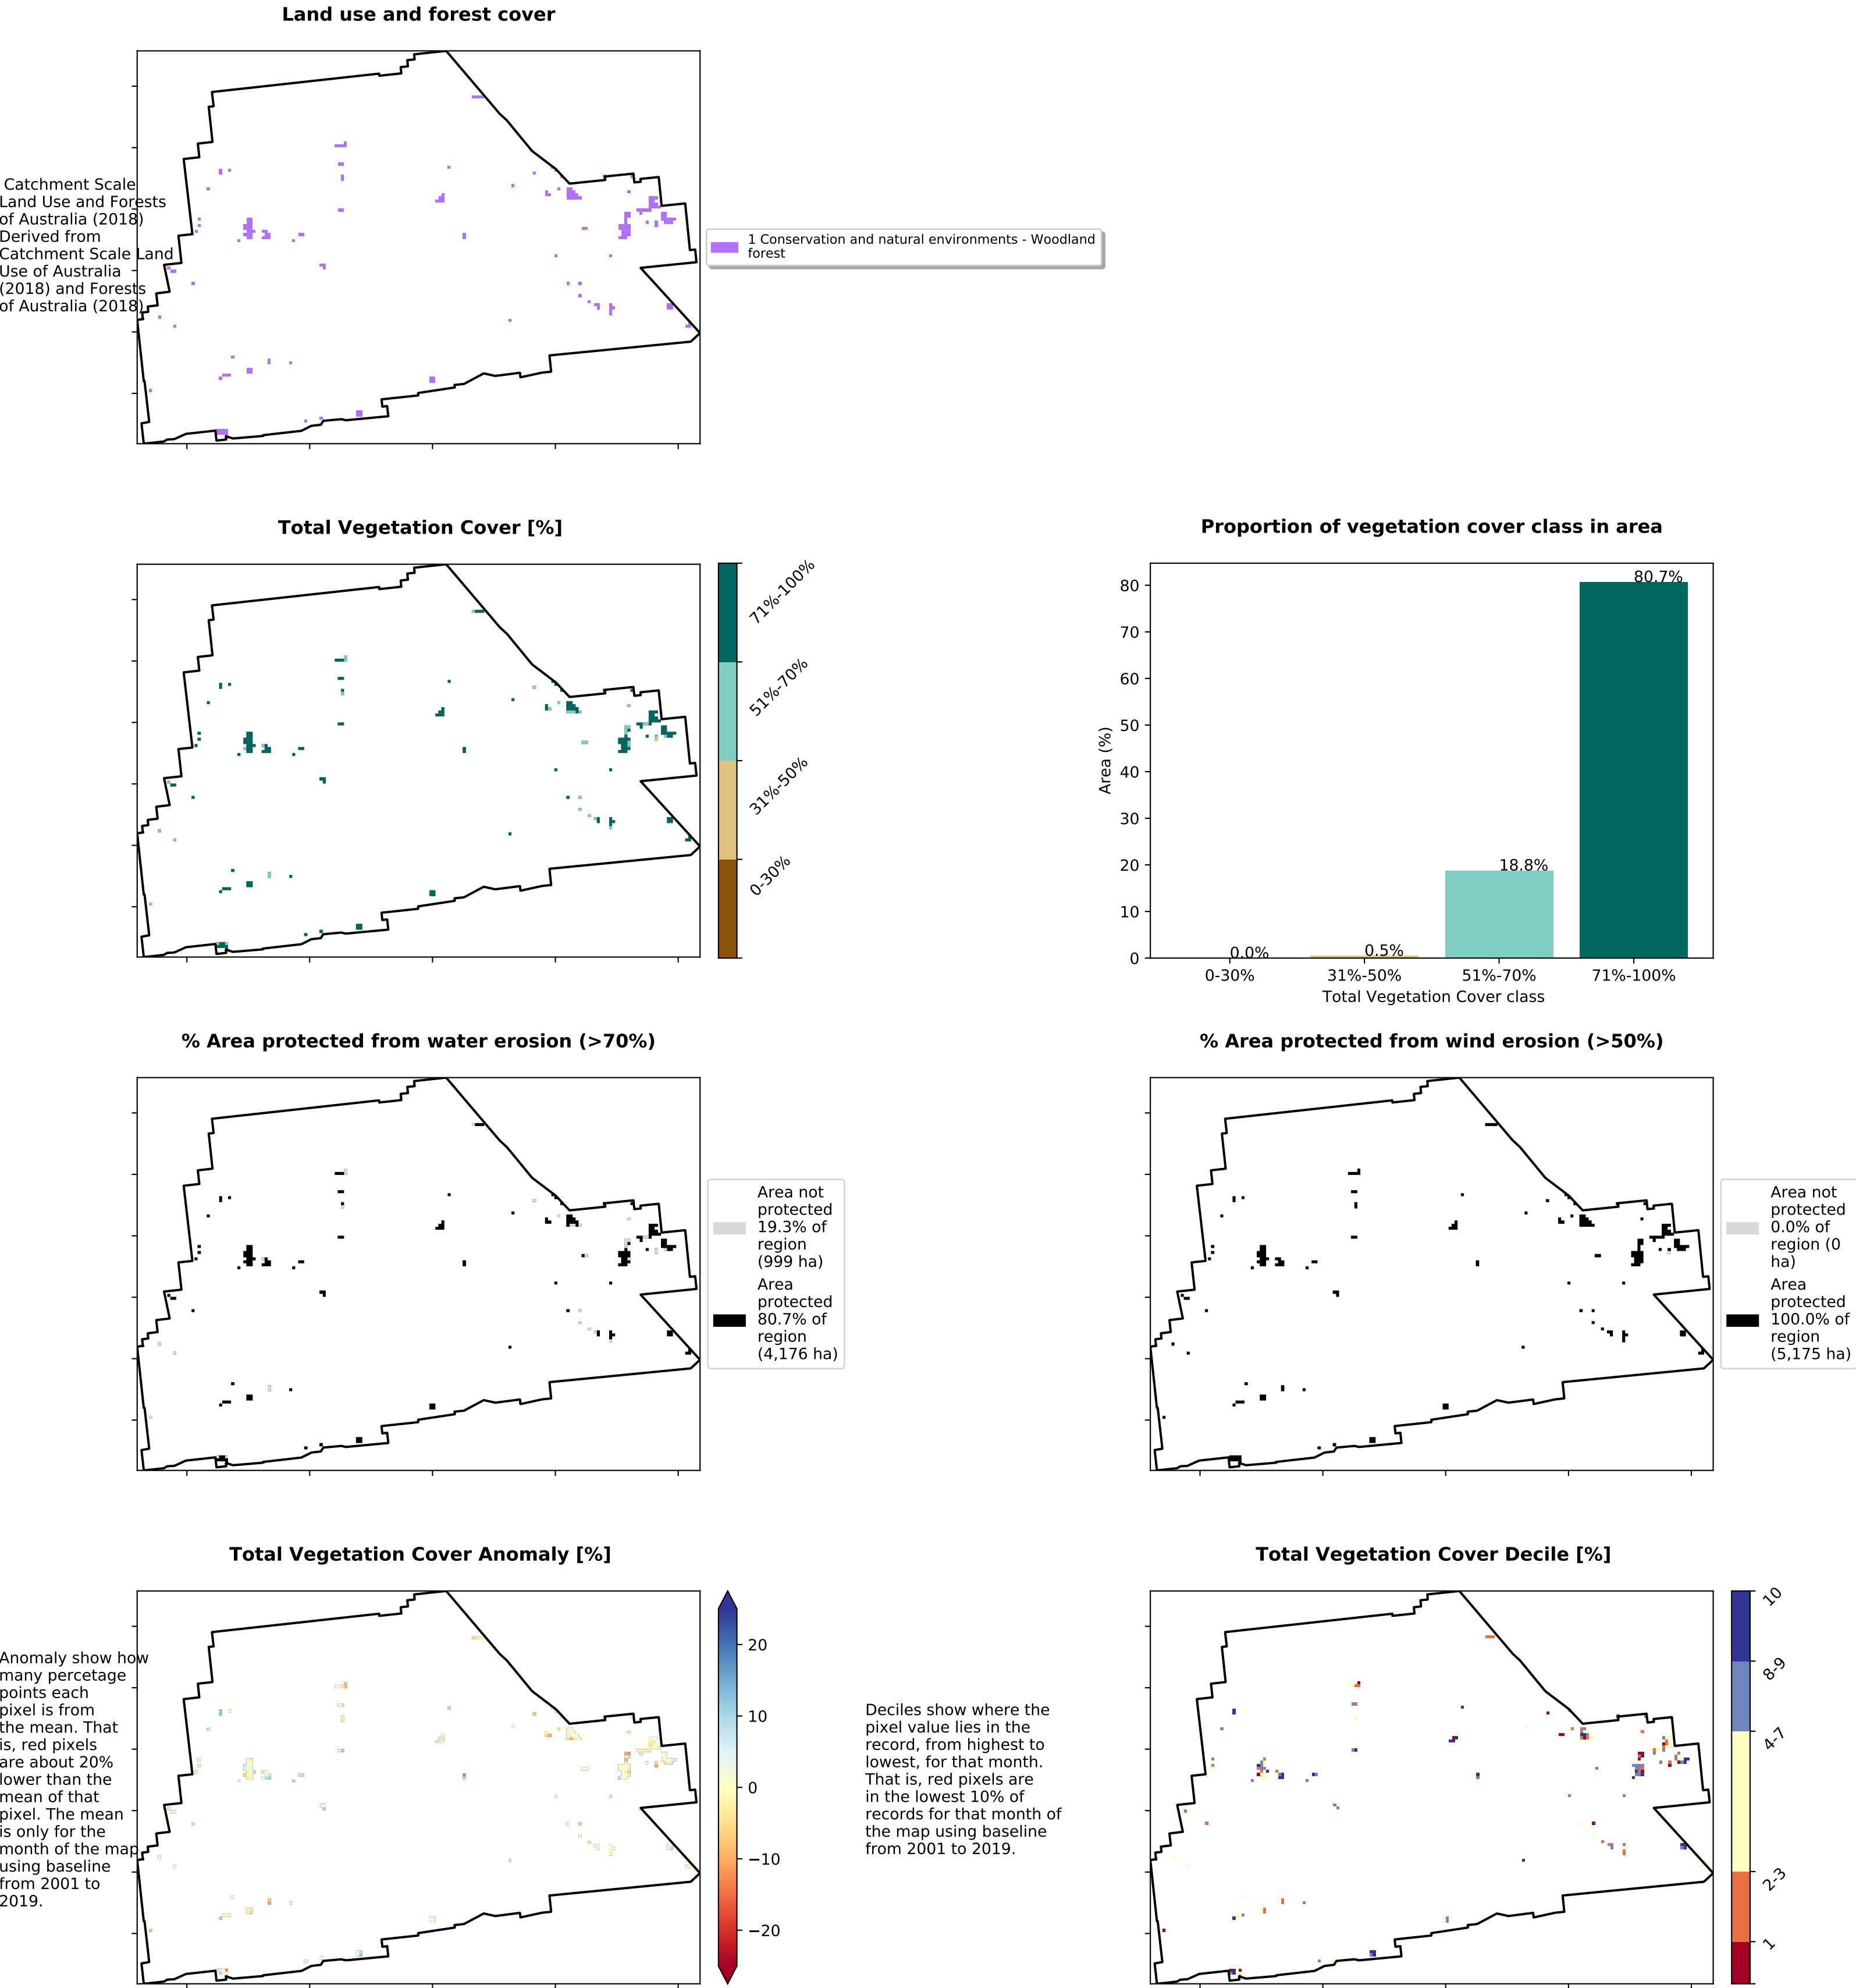 Land use and forest cover
Catchment Scale
Land Use and Forests
of Australia (2018)
Derived from
Catchment Scale Land
Use of Australia
(2018) and Forests
of Australia (2018)
1 Conservation and natural environments - Woodland
forest
Total Vegetation Cover [%]
71%-100%
51%-70%
31%-50%
0-30%
Proportion of vegetation cover class in area
80
70
60
50
40
30
20
10
0
Area (%)
0.0%
0.5%
18.8%
80.7%
0-30%
31%-50%
51%-70%
71%-100%
Total Vegetation Cover class
% Area protected from water erosion (>70%)
Area not
protected
19.3% of
region
(999 ha)
Area
protected
80.7% of
region
(4,176 ha)
% Area protected from wind erosion (>50%)
Area not
protected
0.0% of
region (0
ha)
Area
protected
100.0% of
region
(5,175 ha)
Total Vegetation Cover Anomaly [%]
Anomaly show how
many percetage
points each
pixel is from
the mean. That
is, red pixels
are about 20%
lower than the
mean of that
pixel. The mean
is only for the
month of the map
using baseline
from 2001 to
2019.
20
10
0
−10
−20
Total Vegetation Cover Decile [%]
Deciles show where the
pixel value lies in the
record, from highest to
lowest, for that month.
That is, red pixels are
in the lowest 10% of
records for that month of
the map using baseline
from 2001 to 2019.
10
8-9
4-7
2-3
1